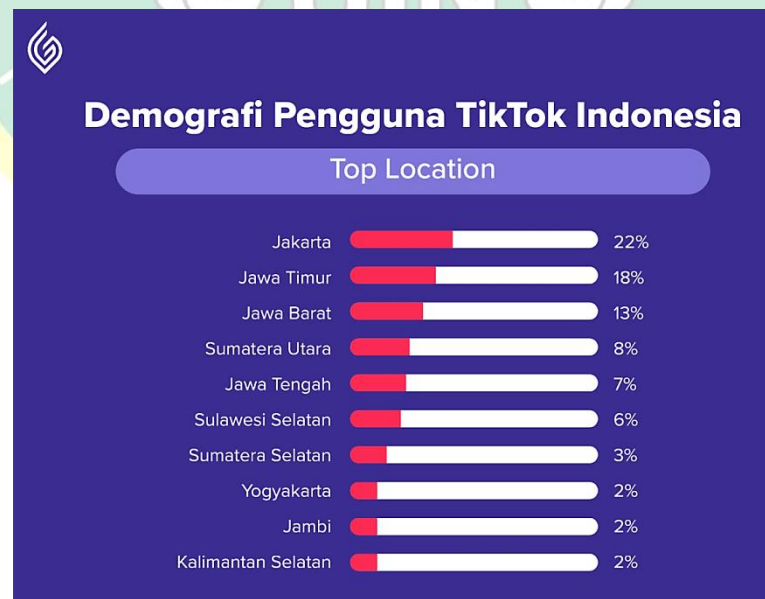 Demografi Pengguna TikTok Indonesia
Top Location
Jakarta 22%
Jawa Timur 18%
Jawa Barat 13%
Sumatera Utara 8%
Jawa Tengah 7%
Sulawesi Selatan 6%
Sumatera Selatan 3%
Yogyakarta 2%
Jambi 2%
Kalimantan Selatan 2%